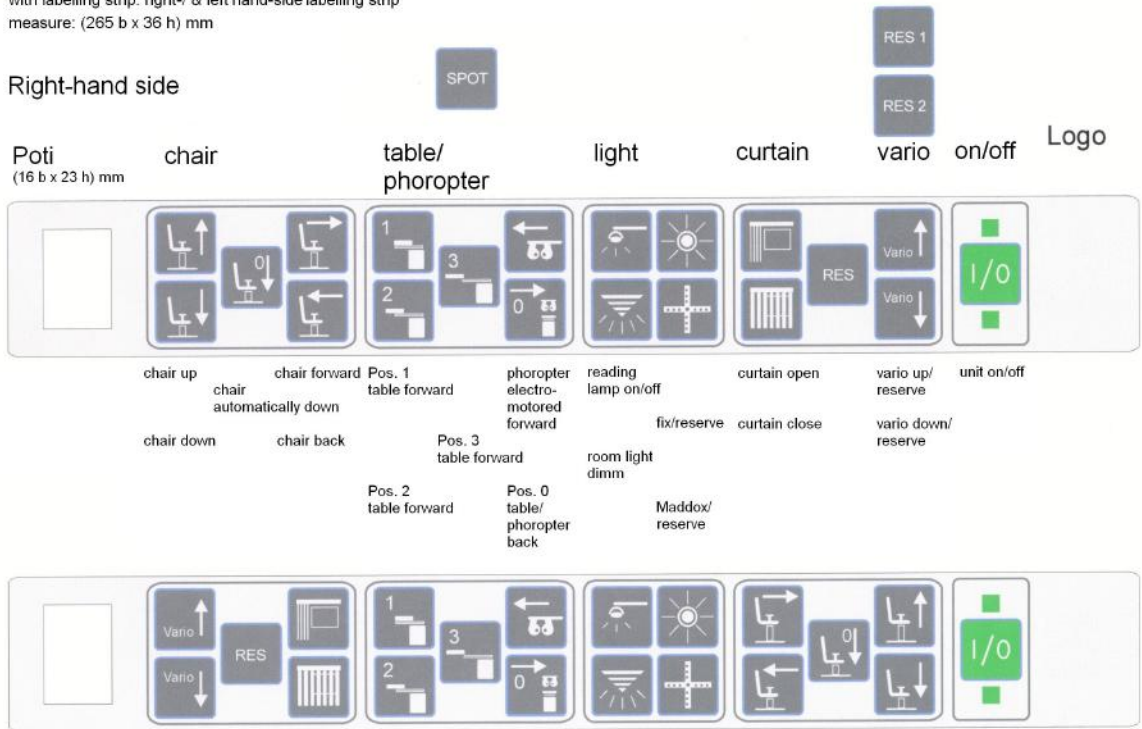 with labelling strip: right-/ & left hand-side labelling strip
measure: (265 b x 36 h) mm
RES 1
Right-hand side
SPOT
RES 2
Logo
Poti
(16 b x 23 h) mm
chair
table/
phoropter
light
curtain
vario
on/off
0
1
2
3
0
RES
Vario
Vario
I/O
chair up
chair
automatically down
chair forward
chair down
chair back
Pos. 1
table forward
Pos. 3
table forward
Pos. 2
table forward
phoropter
electro-
motored
forward
Pos. 0
table/
phoropter
back
reading
lamp on/off
fix/reserve
room light
dimm
Maddox/
reserve
curtain open
curtain close
vario up/
reserve
vario down/
reserve
unit on/off
Vario
Vario
RES
1
2
3
0
0
I/O